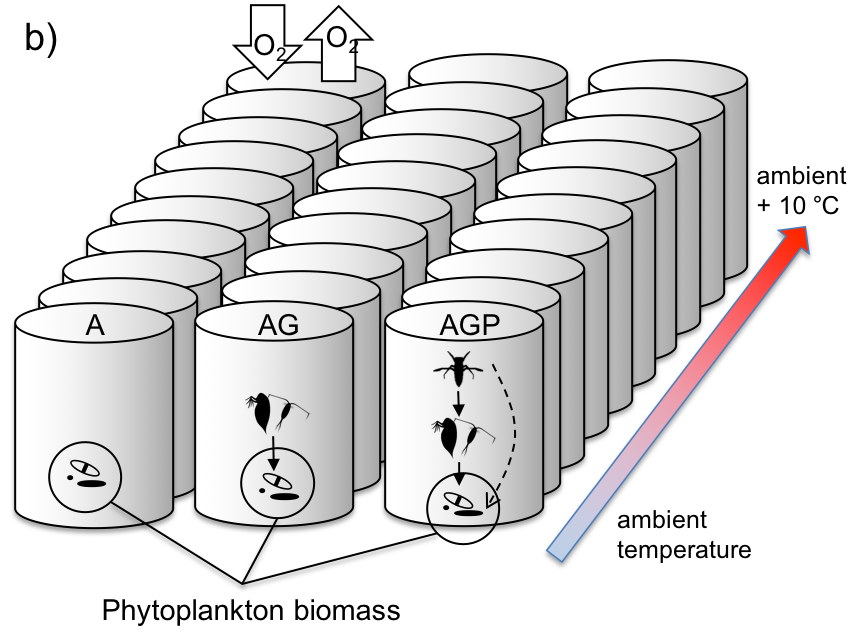 b)
O₂
O₂
ambient
+ 10 °C
A
AG
AGP
ambient
temperature
Phytoplankton biomass